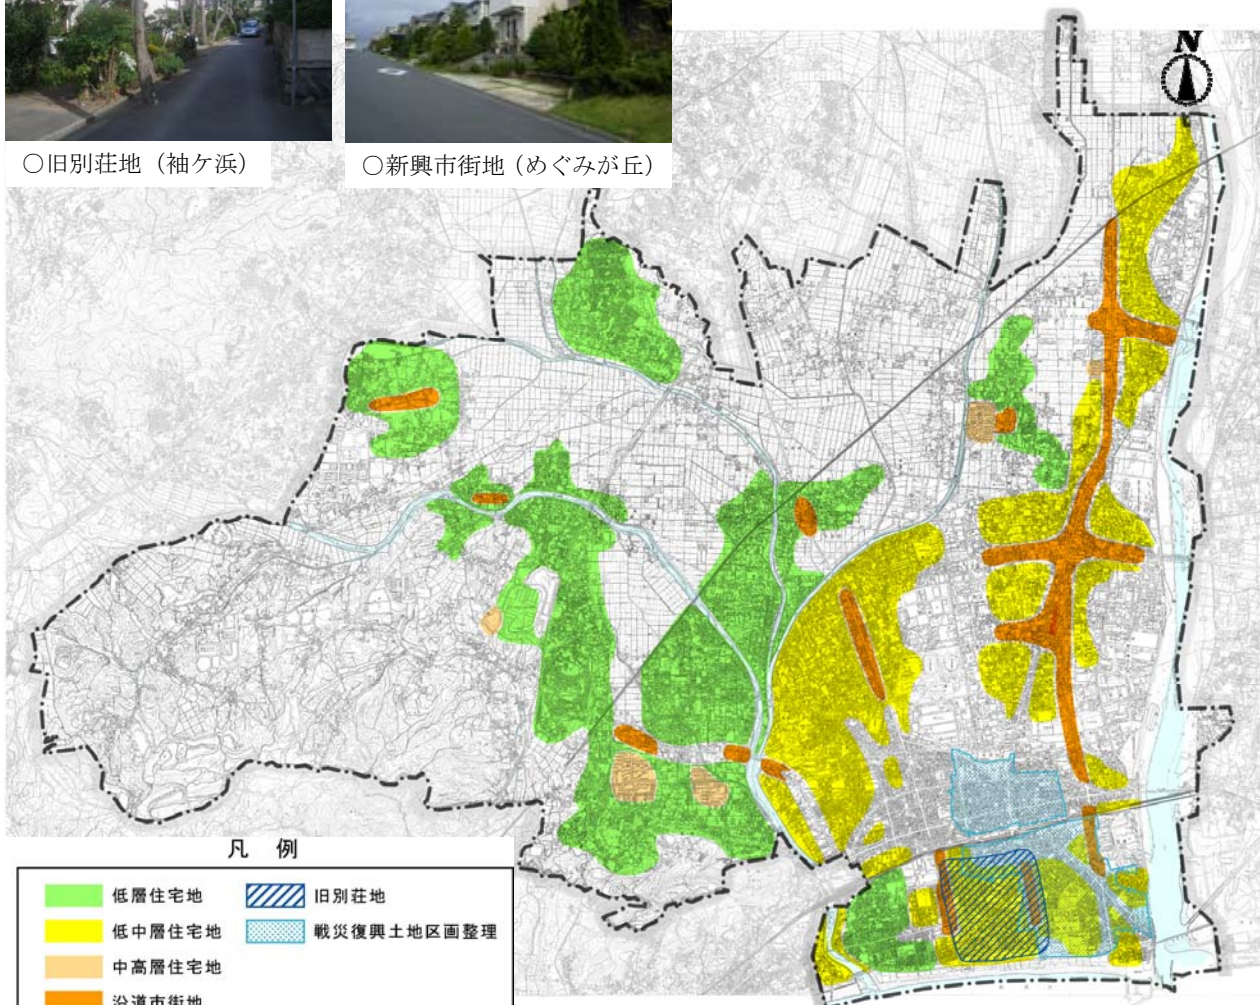 ○旧別荘地（袖ケ浜）
○新興市街地（めぐみが丘）
N
凡　例
低層住宅地
旧別荘地
低中層住宅地
戦災復興土地区画整理
中高層住宅地
沿道市街地